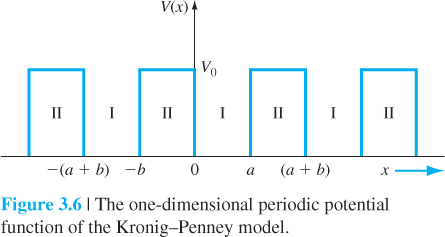 V(x)
V0
II I II I II I II
−(a + b) −b 0 a (a + b) x
Figure 3.6 | The one-dimensional periodic potential
function of the Kronig–Penney model.